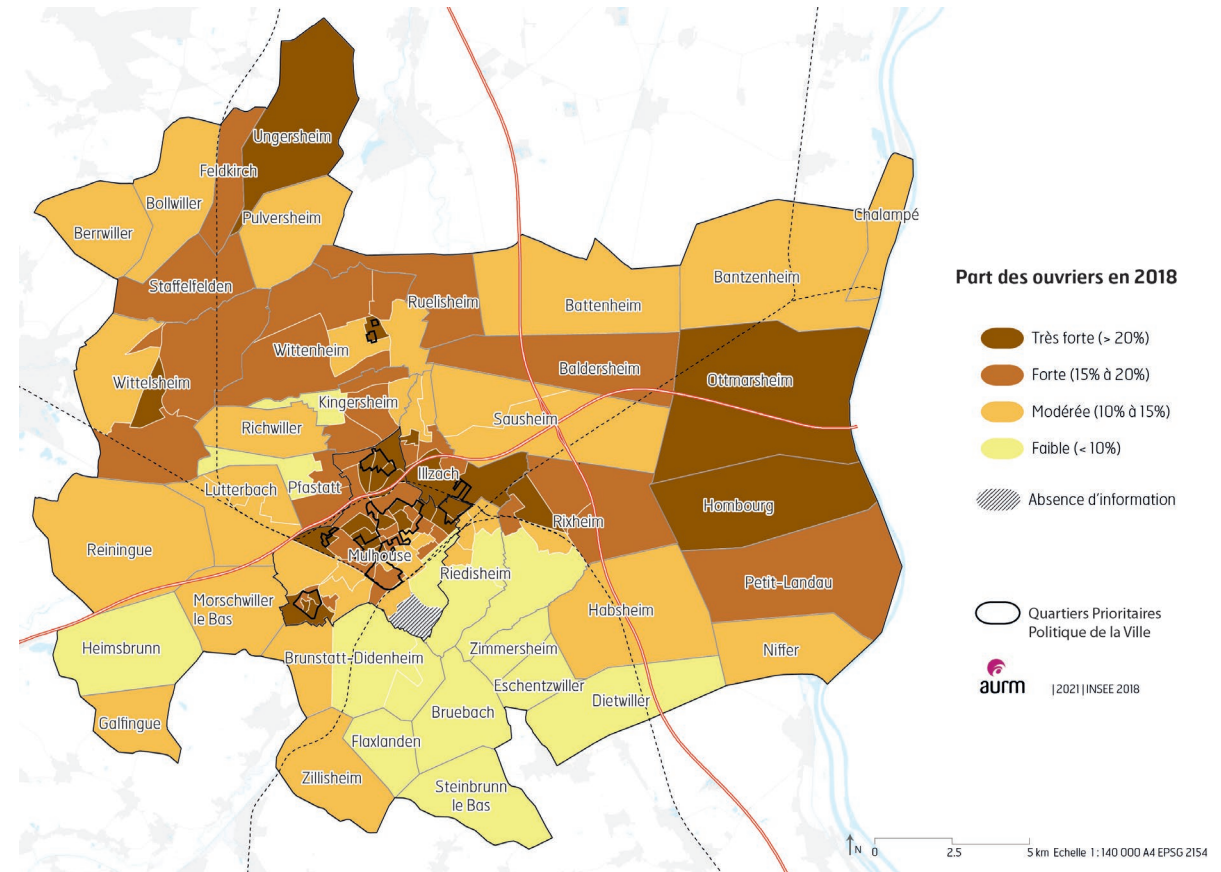 Ungersheim
Feldkirch
Bollwiller
Pulversheim
Berrwiller
Chalampé
Staffelfelden
Bantzenheim
Ruelisheim
Battenheim
Wittenheim
Baldersheim
Wittelsheim
Ottmarsheim
Kingersheim
Sausheim
Richwiller
Illzach
Lutterbach
Pfastatt
Hombourg
Rixheim
Reiningue
Mulhouse
Riedisheim
Petit-Landau
Morschwiller
le Bas
Habsheim
Heimsbrunn
Zimmersheim
Niffer
Brunstatt-Didenheim
Eschentzwiller
Dietwiller
Bruebach
Galfingue
Flaxlanden
Zillisheim
Steinbrunn
le Bas
Part des ouvriers en 2018
Très forte (> 20%)
Forte (15% à 20%)
Modérée (10% à 15%)
Faible (< 10%)
Absence d'information
Quartiers Prioritaires
Politique de la Ville
aurm | 2021 | INSEE 2018
N 0 2.5 5 km Echelle 1 : 140 000 A4 EPSG 2154